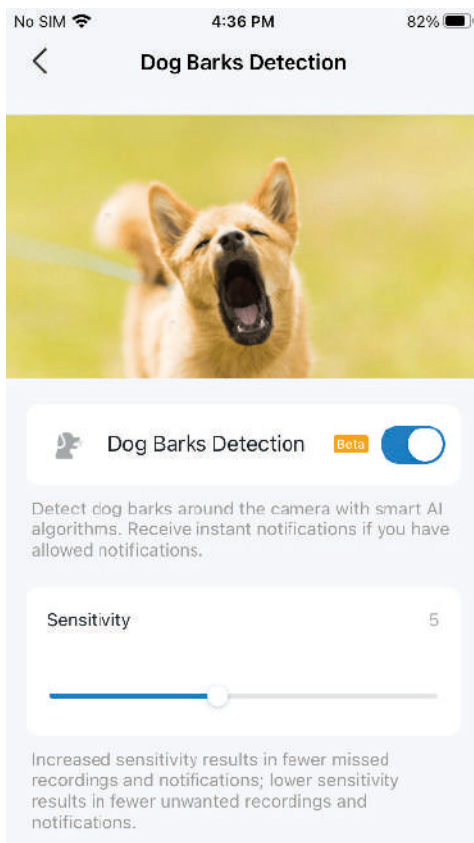 No SIM 4:36 PM 82%
Dog Barks Detection
Dog Barks Detection Beta
Detect dog barks around the camera with smart AI
algorithms. Receive instant notifications if you have
allowed notifications.
Sensitivity 5
Increased sensitivity results in fewer missed
recordings and notifications; lower sensitivity
results in fewer unwanted recordings and
notifications.